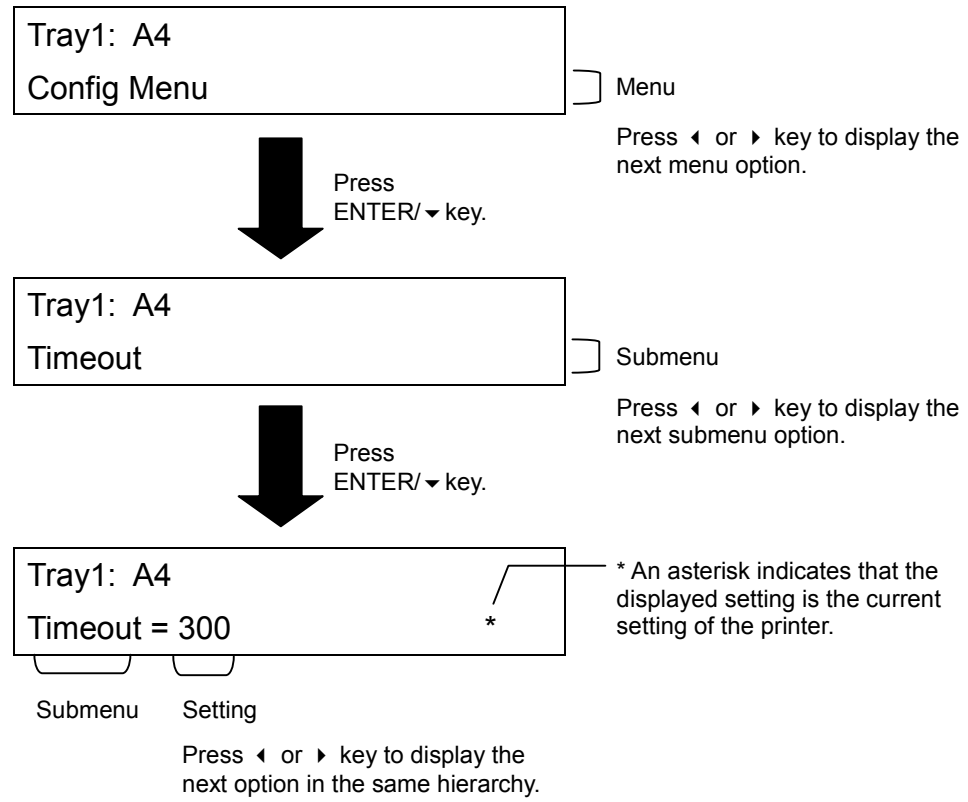 Tray1: A4
Config Menu
Menu
Press ◂ or ▸ key to display the
next menu option.
Press
ENTER/▾ key.
Tray1: A4
Timeout
Submenu
Press ◂ or ▸ key to display the
next submenu option.
Press
ENTER/▾ key.
Tray1: A4
Timeout = 300 *
* An asterisk indicates that the
displayed setting is the current
setting of the printer.
Submenu Setting
Press ◂ or ▸ key to display the
next option in the same hierarchy.